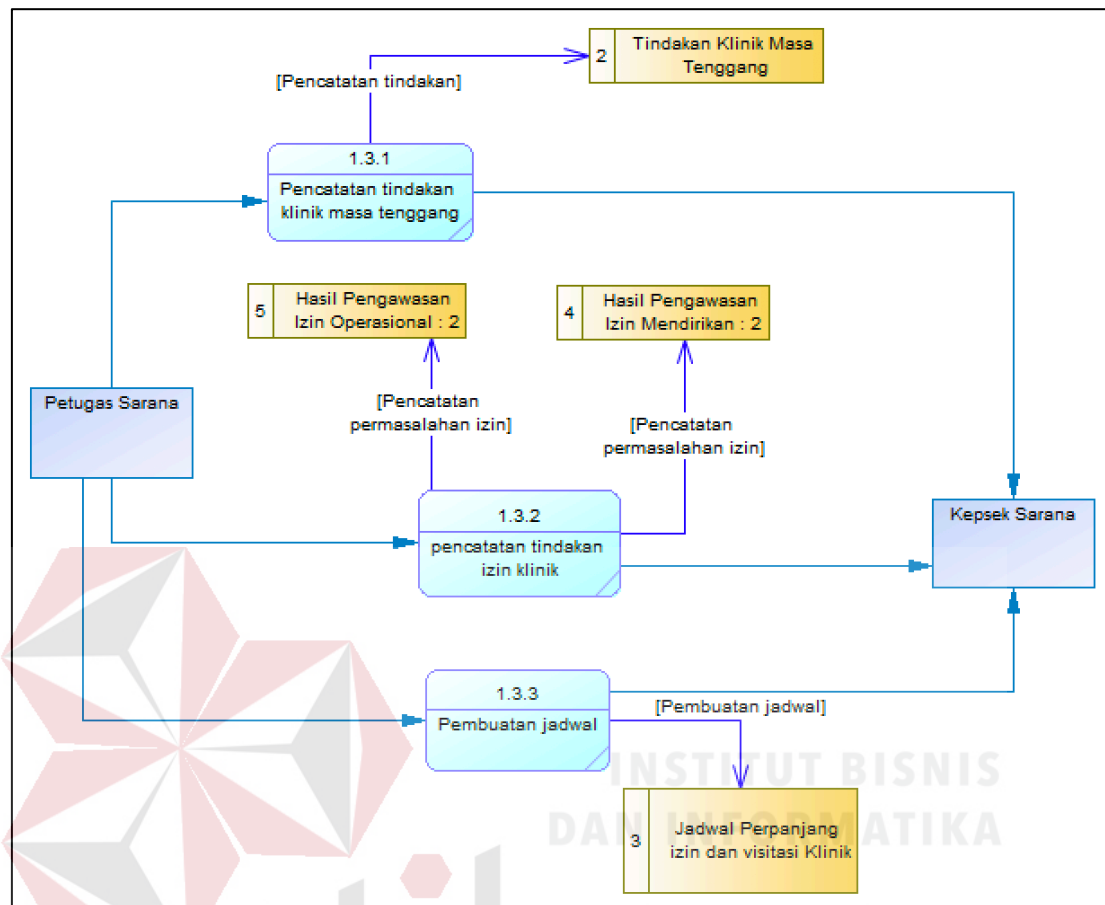 2
Tindakan Klinik Masa
Tenggang
[Pencatatan tindakan]
1.3.1
Pencatatan tindakan
klinik masa tenggang
5
Hasil Pengawasan
Izin Operasional : 2
4
Hasil Pengawasan
Izin Mendirikan : 2
Petugas Sarana
[Pencatatan
permasalahan izin]
[Pencatatan
permasalahan izin]
1.3.2
pencatatan tindakan
izin klinik
Kepsek Sarana
1.3.3
Pembuatan jadwal
[Pembuatan jadwal]
INSTITUT BISNIS
DAN INFORMATIKA
3
Jadwal Perpanjang
izin dan visitasi Klinik